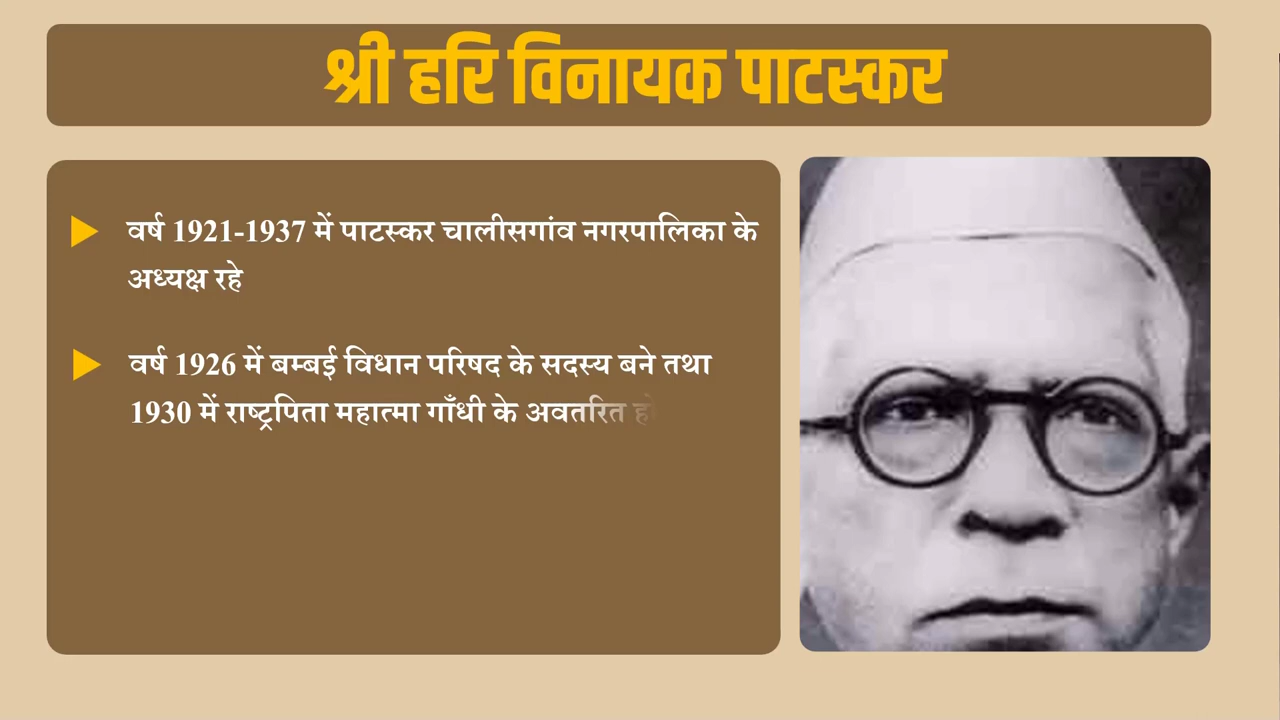 श्री हरि विनायक पाटस्कर
वर्ष 1921-1937 में पाटस्कर चालीसगांव नगरपालिका के
अध्यक्ष रहे
वर्ष 1926 में बम्बई विधान परिषद के सदस्य बने तथा
1930 में राष्ट्रपिता महात्मा गाँधी के अवतरित